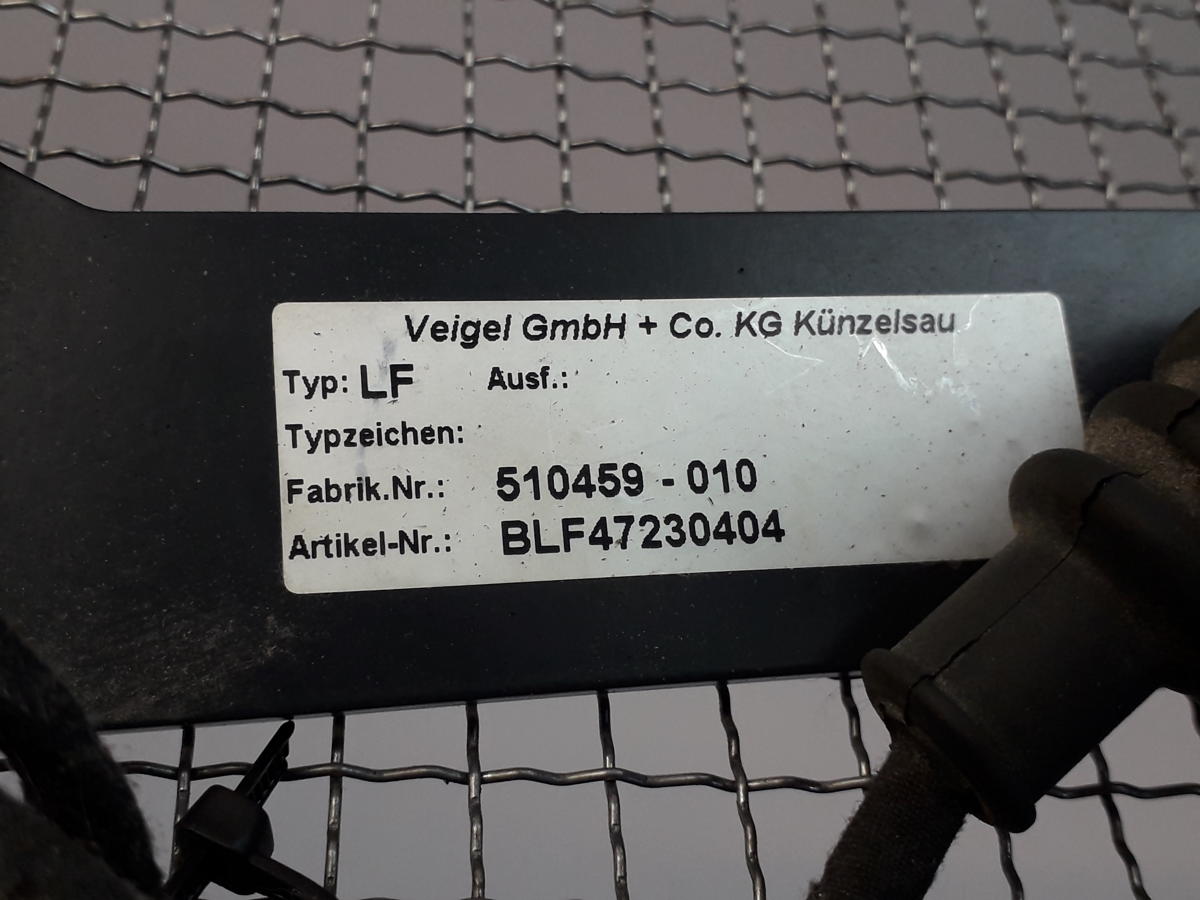 Veigel GmbH + Co. KG Künzelsau
Typ: LF Ausf.:
Typzeichen:
Fabrik.Nr.: 510459 - 010
Artikel-Nr.: BLF47230404